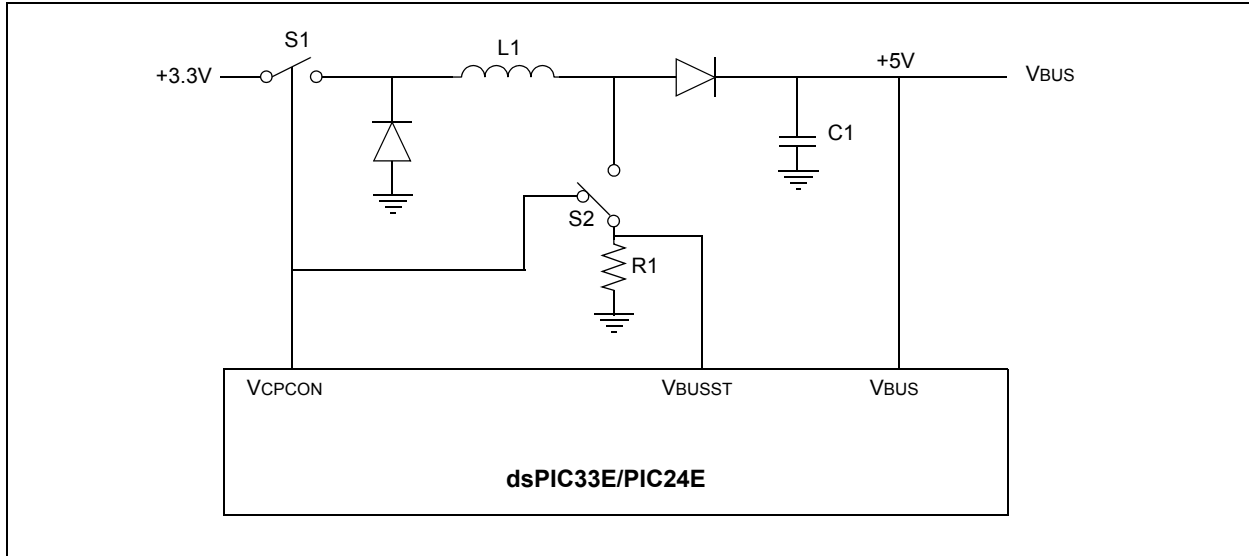 S1
L1
+3.3V
+5V
VBUS
C1
S2
R1
VCPCON
VBUSST
VBUS
dsPIC33E/PIC24E